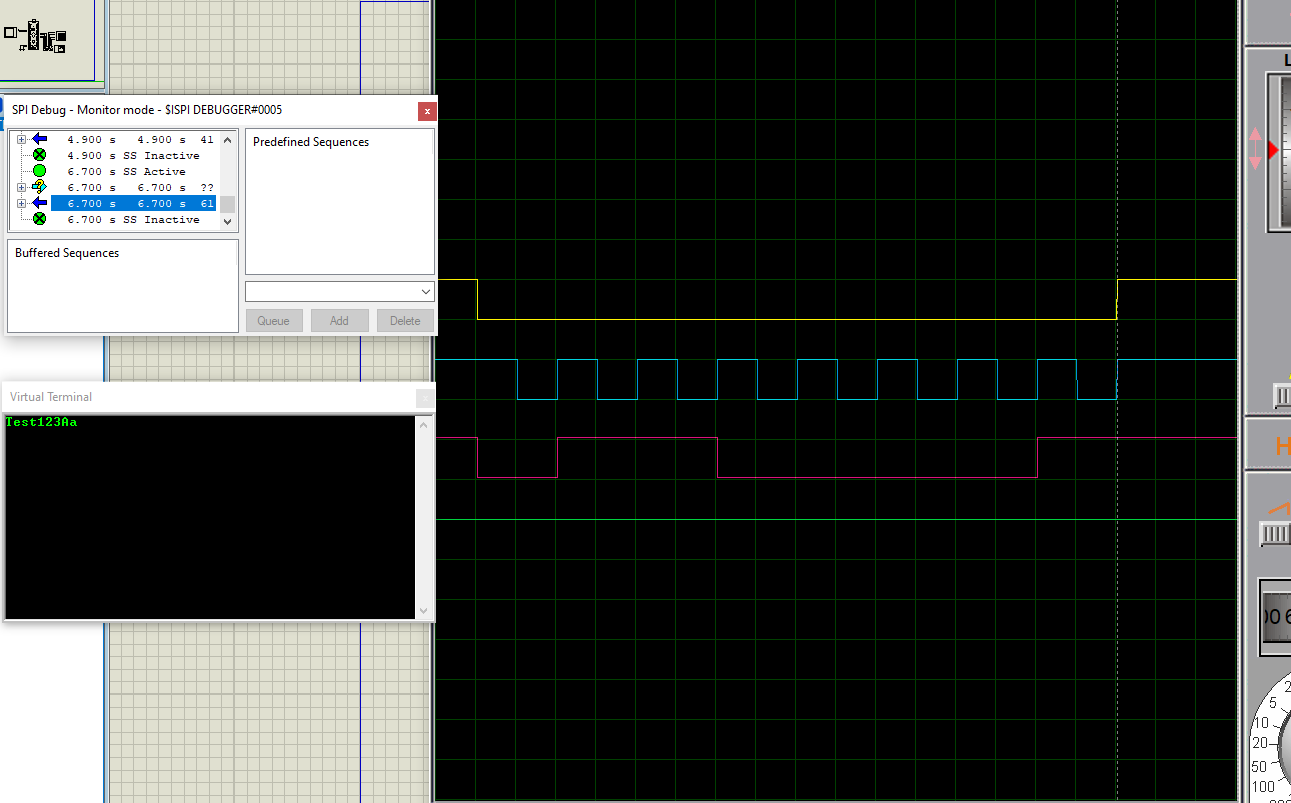 SPI Debug - Monitor mode - $ISPI DEBUGGER#0005
x
4.900 s 4.900 s 41
4.900 s SS Inactive
6.700 s SS Active
6.700 s 6.700 s ??
6.700 s 6.700 s 61
6.700 s SS Inactive
Predefined Sequences
Buffered Sequences
Queue
Add
Delete
Virtual Terminal
Test123Aa
L
H
2
5
10
20
50
100